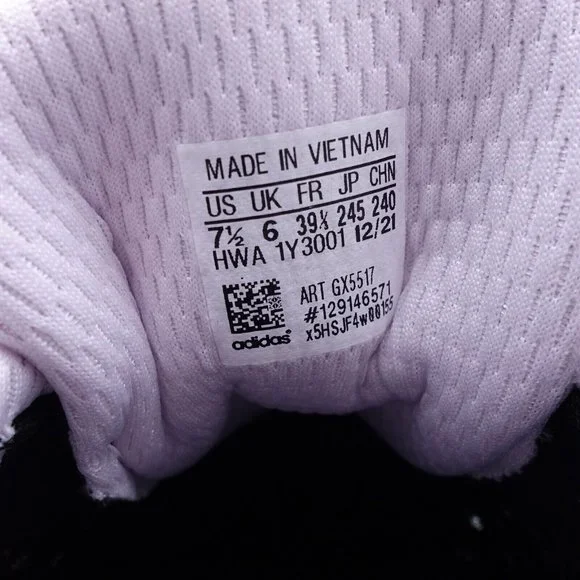 MADE IN VIETNAM
US UK FR JP CHN
7½ 6 39⅓ 245 240
HWA 1Y3001 12/21
ART GX5517
#129146571
x5HSJF4w00155
adidas